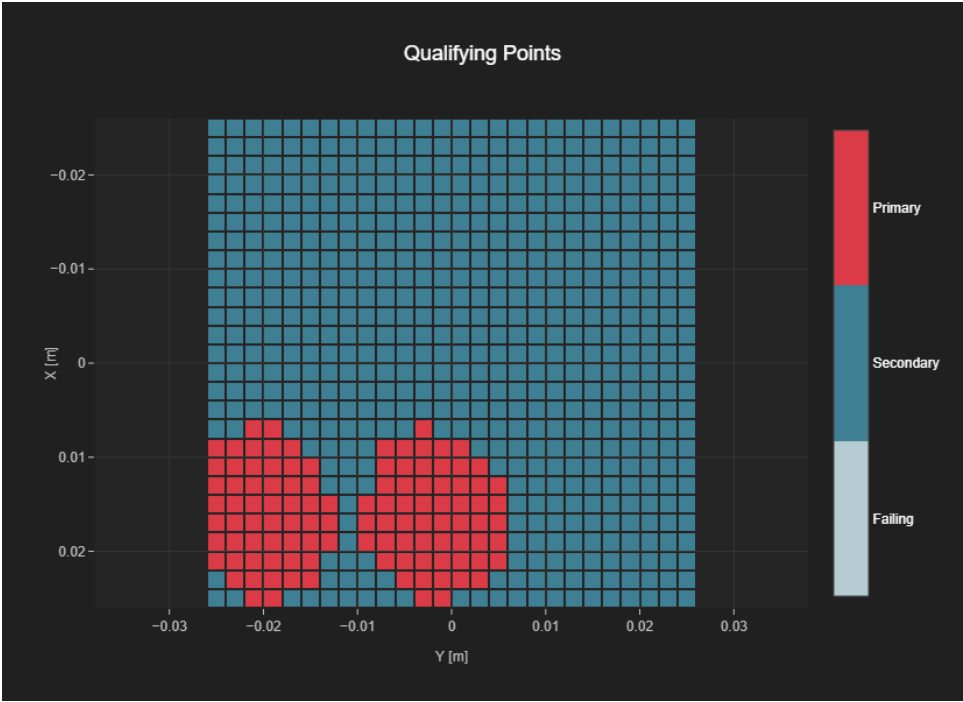 Qualifying Points
−0.02
−0.01
0
0.01
0.02
X [m]
−0.03
−0.02
−0.01
0
0.01
0.02
0.03
Y [m]
Primary
Secondary
Failing